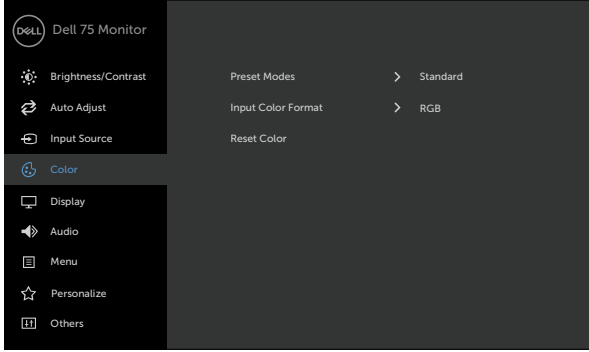 DELL Dell 75 Monitor
Brightness/Contrast Preset Modes > Standard
Auto Adjust Input Color Format > RGB
Input Source Reset Color
Color
Display
Audio
Menu
Personalize
Others